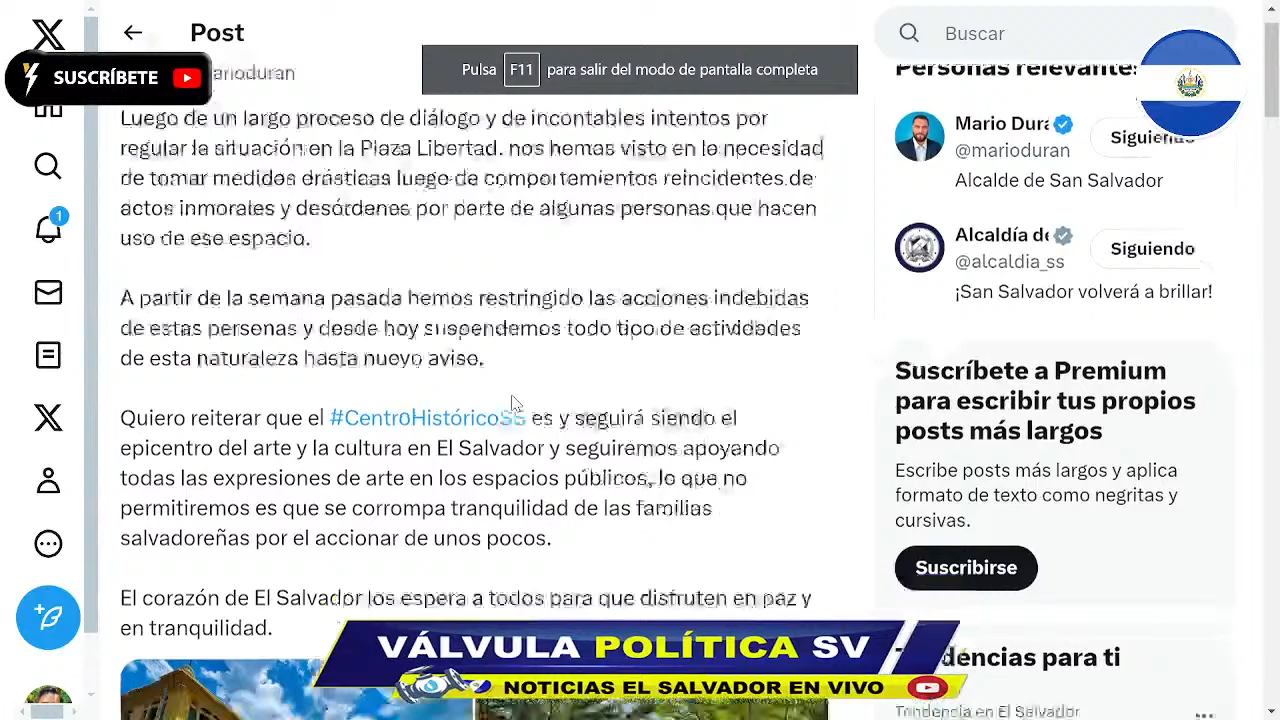 Post
Buscar
SUSCRÍBETE
marioduran
Pulsa F11 para salir del modo de pantalla completa
Personas relevantes
Luego de un largo proceso de diálogo y de incontables intentos por
regular la situación en la Plaza Libertad, nos hemos visto en la necesidad
de tomar medidas drásticas luego de comportamientos reincidentes de
actos inmorales y desórdenes por parte de algunas personas que hacen
uso de ese espacio.
A partir de la semana pasada hemos restringido las acciones indebidas
de estas personas y desde hoy suspendemos todo tipo de actividades
de esta naturaleza hasta nuevo aviso.
Quiero reiterar que el #CentroHistóricoSS es y seguirá siendo el
epicentro del arte y la cultura en El Salvador y seguiremos apoyando
todas las expresiones de arte en los espacios públicos, lo que no
permitiremos es que se corrompa tranquilidad de las familias
salvadoreñas por el accionar de unos pocos.
El corazón de El Salvador los espera a todos para que disfruten en paz y
en tranquilidad.
Mario Dura
@marioduran
Siguiendo
Alcalde de San Salvador
Alcaldía de
@alcaldia_ss
Siguiendo
¡San Salvador volverá a brillar!
1
Suscríbete a Premium
para escribir tus propios
posts más largos
Escribe posts más largos y aplica
formato de texto como negritas y
cursivas.
Suscribirse
Tendencias para ti
Tendencia en El Salvador
VÁLVULA POLÍTICA SV
NOTICIAS EL SALVADOR EN VIVO